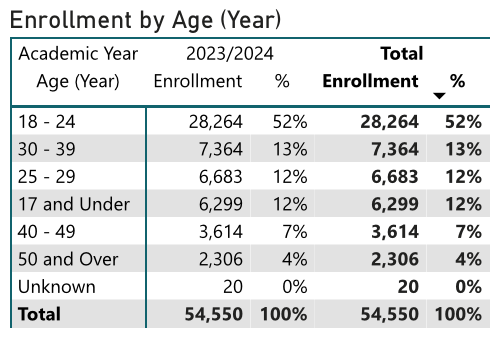 Enrollment by Age (Year)
Academic Year 2023/2024 Total
Age (Year) Enrollment % Enrollment %
18 - 24 28,264 52% 28,264 52%
30 - 39 7,364 13% 7,364 13%
25 - 29 6,683 12% 6,683 12%
17 and Under 6,299 12% 6,299 12%
40 - 49 3,614 7% 3,614 7%
50 and Over 2,306 4% 2,306 4%
Unknown 20 0% 20 0%
Total 54,550 100% 54,550 100%